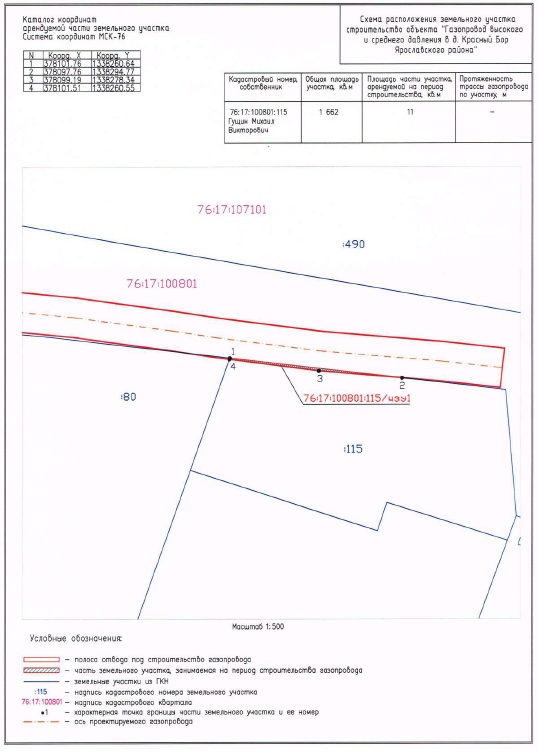 Каталог координат
арендуемой части земельного участка
Система координат МСК-76
N Коорд. X Коорд. Y
1 378101.76 1338260.64
2 378097.76 1338294.77
3 378099.19 1338278.34
4 378101.51 1338260.55
Схема расположения земельного участка
строительство объекта "Газопровод высокого
и среднего давления в д. Красный Бор
Ярославского района"
Кадастровый номер, собственник
Общая площадь участка, кв.м
Площадь части участка, арендуемой на период строительства, кв.м
Протяженность трассы газопровода по участку, м
76:17:100801:115
Гущин Михаил
Викторович
1 662
11
–
76:17:107101
:490
76:17:100801
1
4
3
2
:80
76:17:100801:115/чзу1
:115
Масштаб 1:500
Условные обозначения:
– полоса отвода под строительство газопровода
– часть земельного участка, занимаемая на период строительства газопровода
– земельные участки из ГКН
:115 – надпись кадастрового номера земельного участка
76:17:100801 – надпись кадастрового квартала
1 – характерная точка границы части земельного участка и ее номер
– ось проектируемого газопровода